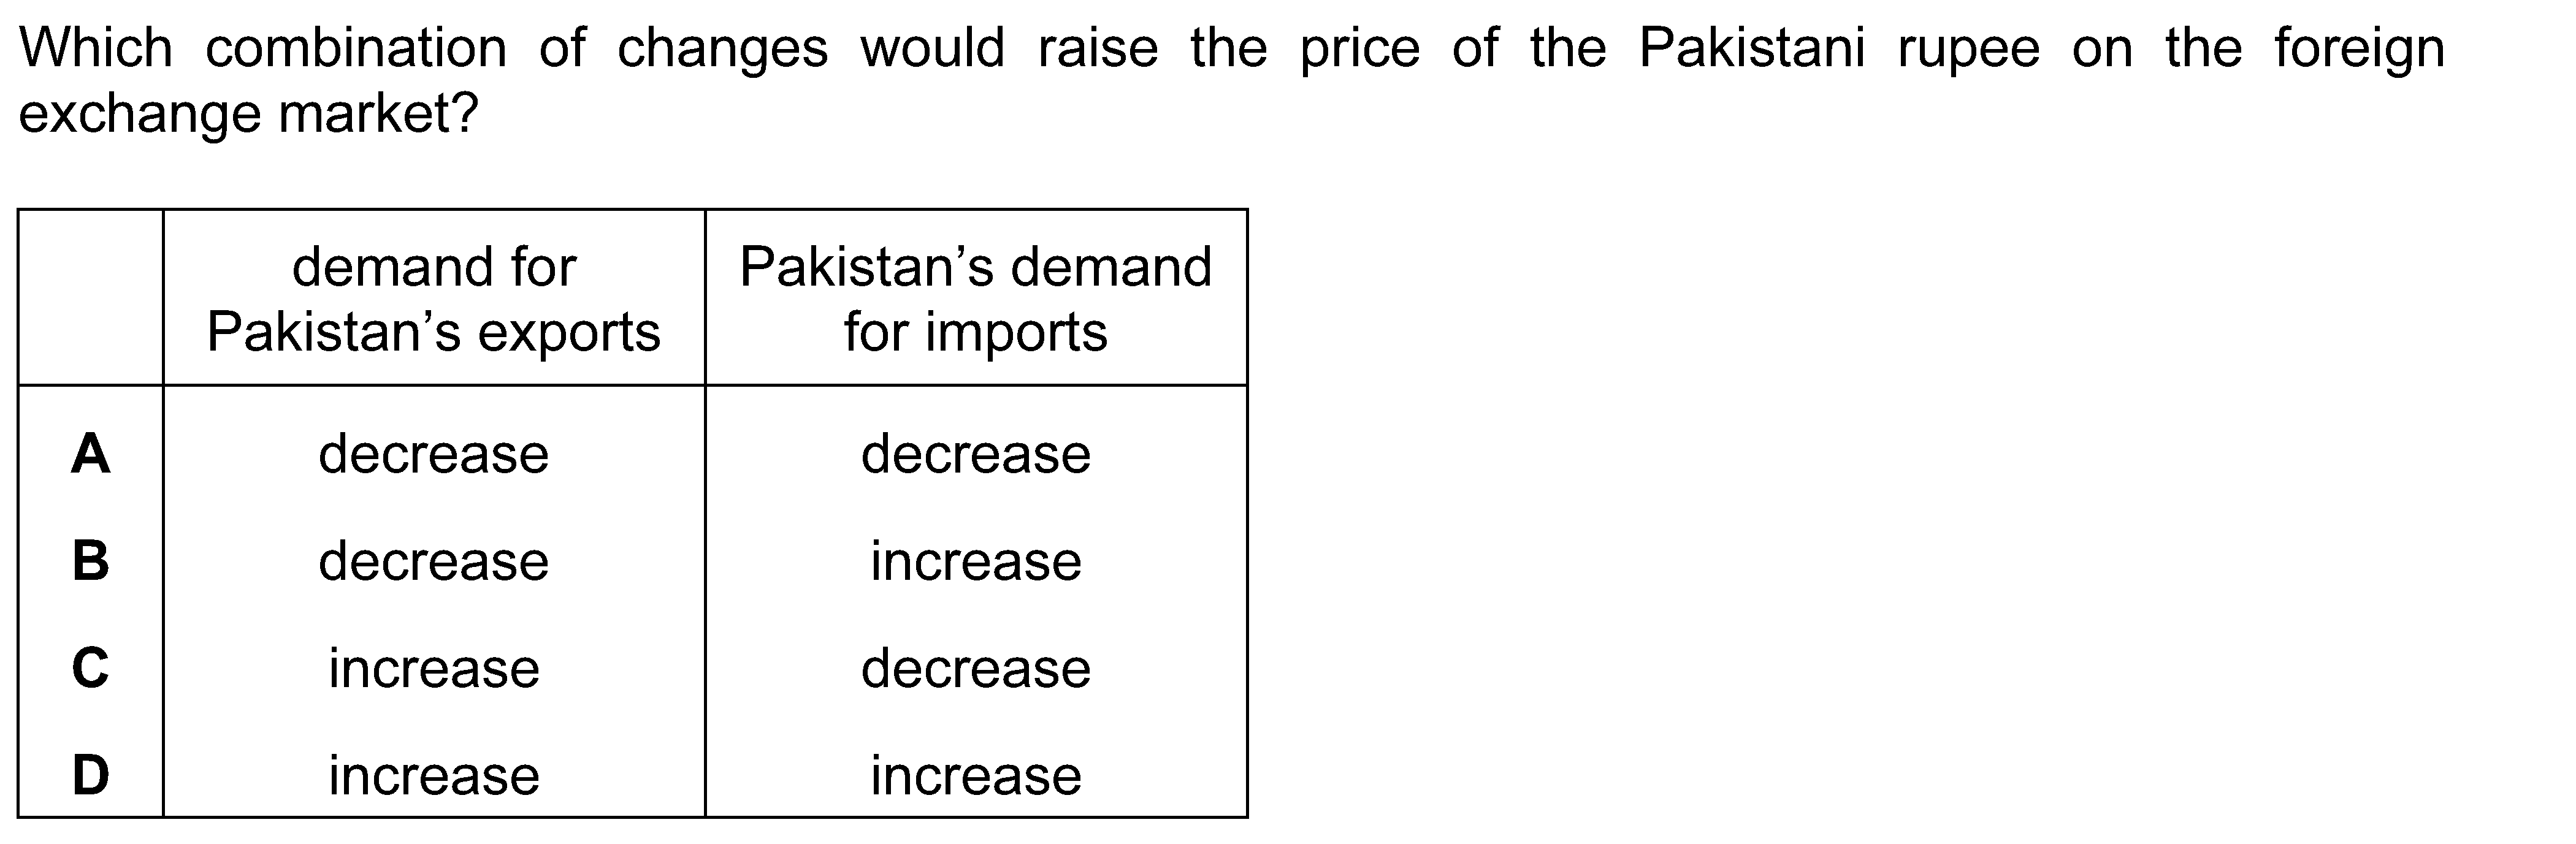 Which combination of changes would raise the price of the Pakistani rupee on the foreign
exchange market?
demand for Pakistan’s demand
Pakistan’s exports for imports
A decrease decrease
B decrease increase
C increase decrease
D increase increase